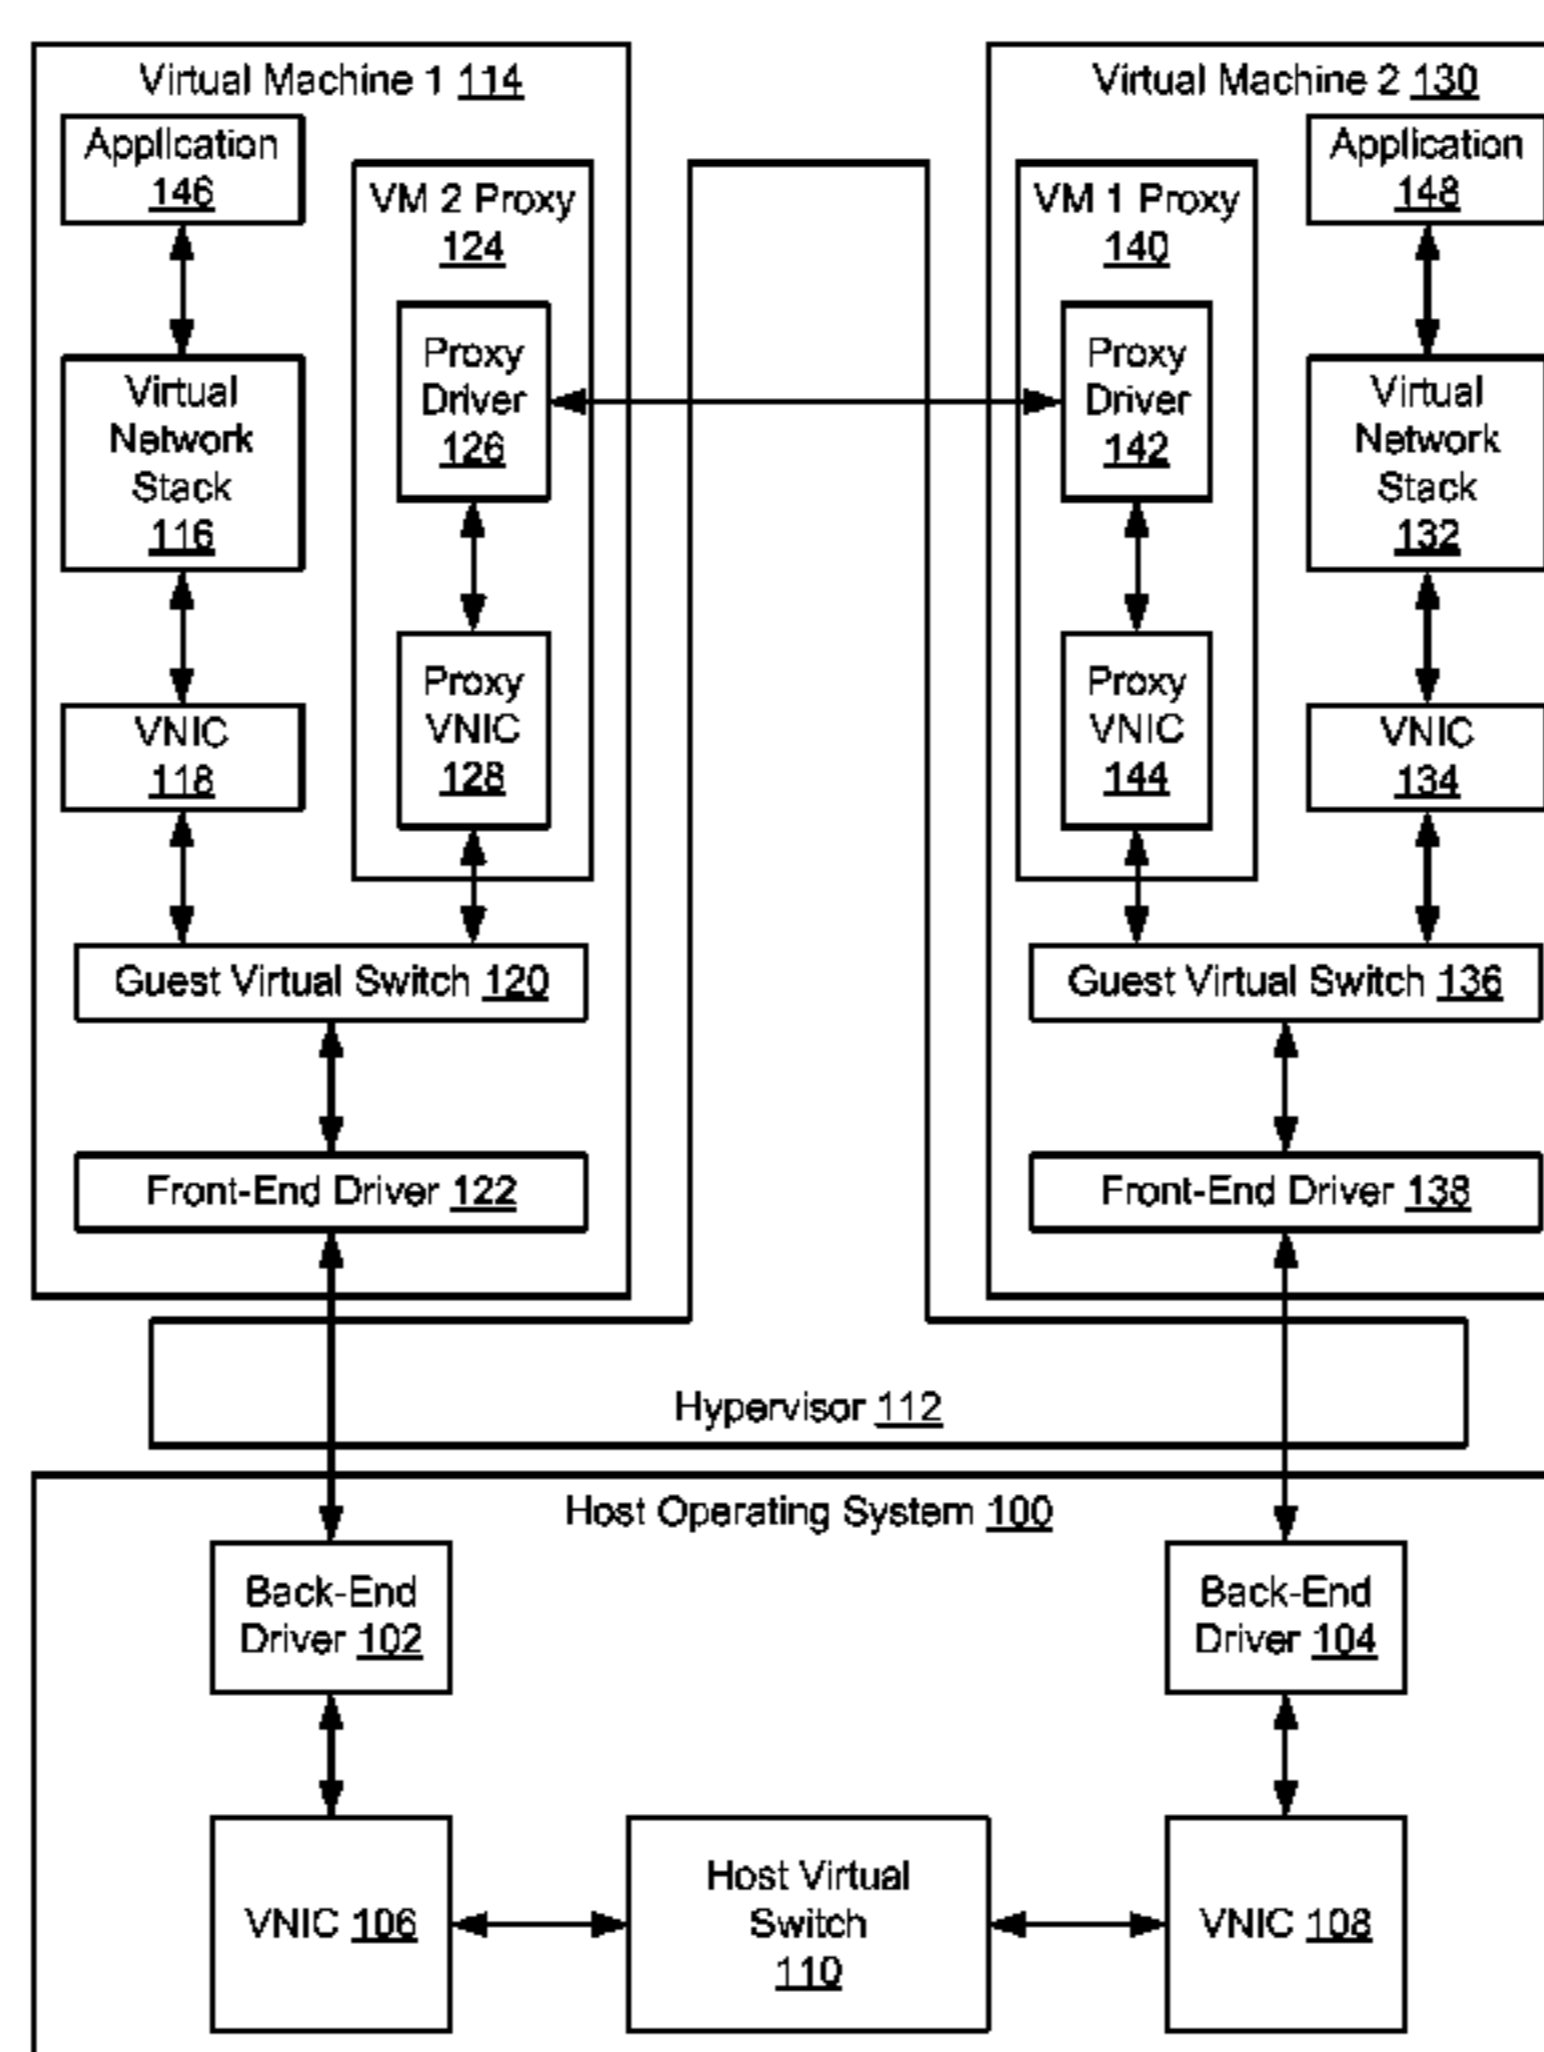 Virtual Machine 1 114
Application
146
VM 2 Proxy
124
Proxy
Driver
126
Virtual
Network
Stack
116
Proxy
VNIC
128
VNIC
118
Guest Virtual Switch 120
Front-End Driver 122
Virtual Machine 2 130
VM 1 Proxy
140
Application
148
Proxy
Driver
142
Virtual
Network
Stack
132
Proxy
VNIC
144
VNIC
134
Guest Virtual Switch 136
Front-End Driver 138
Hypervisor 112
Host Operating System 100
Back-End
Driver 102
Back-End
Driver 104
VNIC 106
Host Virtual
Switch
110
VNIC 108